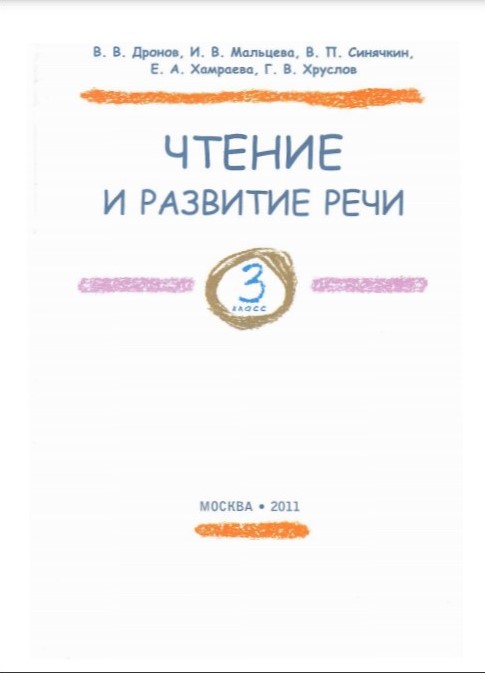 В. В. Дронов, И. В. Мальцева, В. П. Синячкин,
Е. А. Хамраева, Г. В. Хруслов
ЧТЕНИЕ
И РАЗВИТИЕ РЕЧИ
3
класс
МОСКВА • 2011